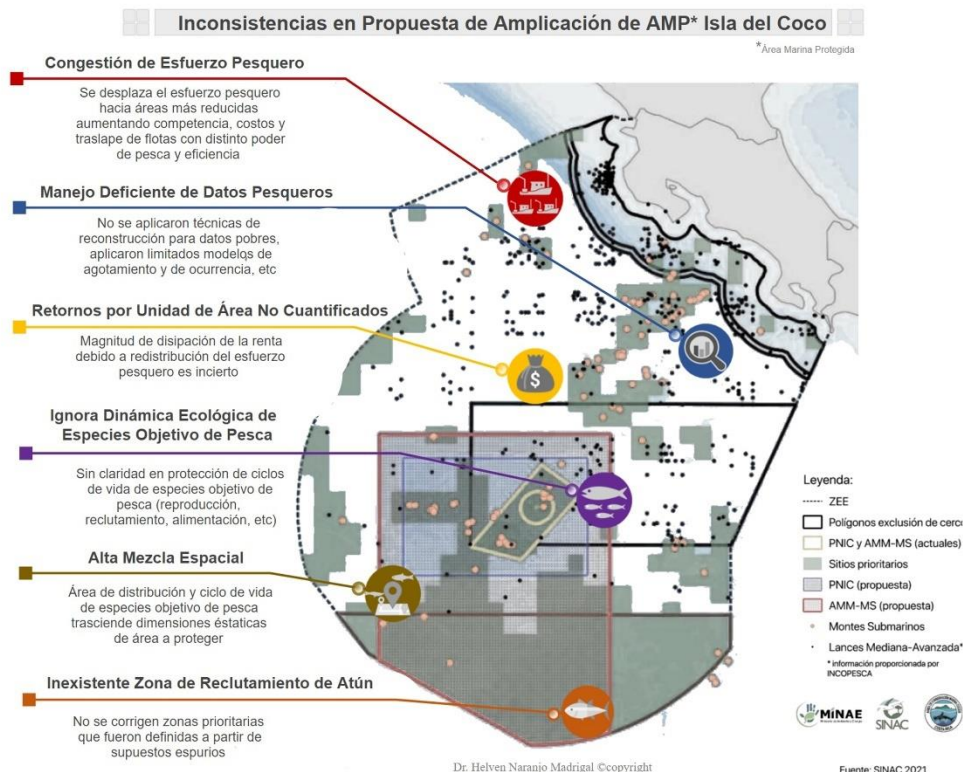 Inconsistencias en Propuesta de Amplicación de AMP* Isla del Coco
*Área Marina Protegida
Congestión de Esfuerzo Pesquero
Se desplaza el esfuerzo pesquero
hacia áreas más reducidas
aumentando competencia, costos y
traslape de flotas con distinto poder
de pesca y eficiencia
Manejo Deficiente de Datos Pesqueros
No se aplicaron técnicas de
reconstrucción para datos pobres,
aplicaron limitados modelos de
agotamiento y de ocurrencia, etc
Retornos por Unidad de Área No Cuantificados
Magnitud de disipación de la renta
debido a redistribución del esfuerzo
pesquero es incierto
$
Ignora Dinámica Ecológica de
Especies Objetivo de Pesca
Sin claridad en protección de ciclos
de vida de especies objetivo de
pesca (reproducción,
reclutamiento, alimentación, etc)
Alta Mezcla Espacial
Área de distribución y ciclo de vida
de especies objetivo de pesca
trasciende dimensiones éstaticas
de área a proteger
Inexistente Zona de Reclutamiento de Atún
No se corrigen zonas prioritarias
que fueron definidas a partir de
supuestos espurios
Leyenda:
ZEE
Polígonos exclusión de cerco
PNIC y AMM-MS (actuales)
Sitios prioritarios
PNIC (propuesta)
AMM-MS (propuesta)
Montes Submarinos
Lances Mediana-Avanzada*
* información proporcionada por
INCOPESCA
MINAE
SINAC
Dr. Helven Naranjo Madrigal ©copyright
Fuente: SINAC 2021